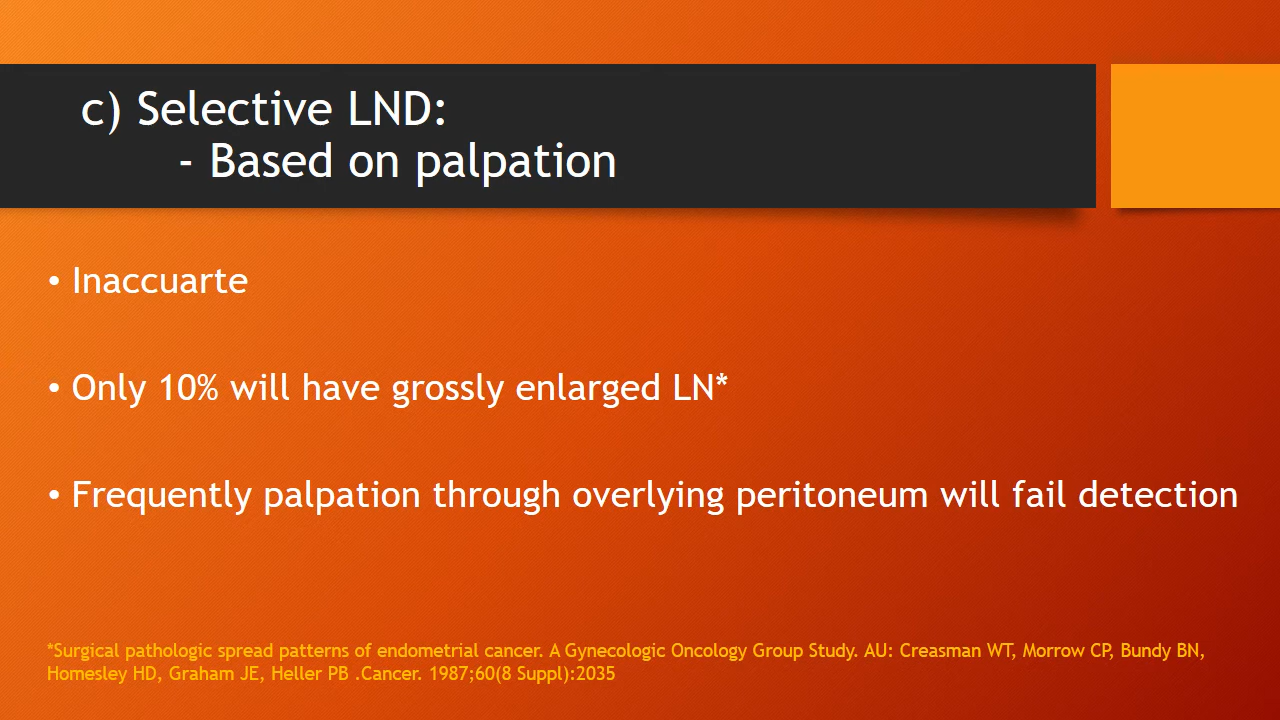 c) Selective LND:
- Based on palpation
• Inaccuarte
• Only 10% will have grossly enlarged LN*
• Frequently palpation through overlying peritoneum will fail detection
*Surgical pathologic spread patterns of endometrial cancer. A Gynecologic Oncology Group Study. AU: Creasman WT, Morrow CP, Bundy BN,
Homesley HD, Graham JE, Heller PB .Cancer. 1987;60(8 Suppl):2035